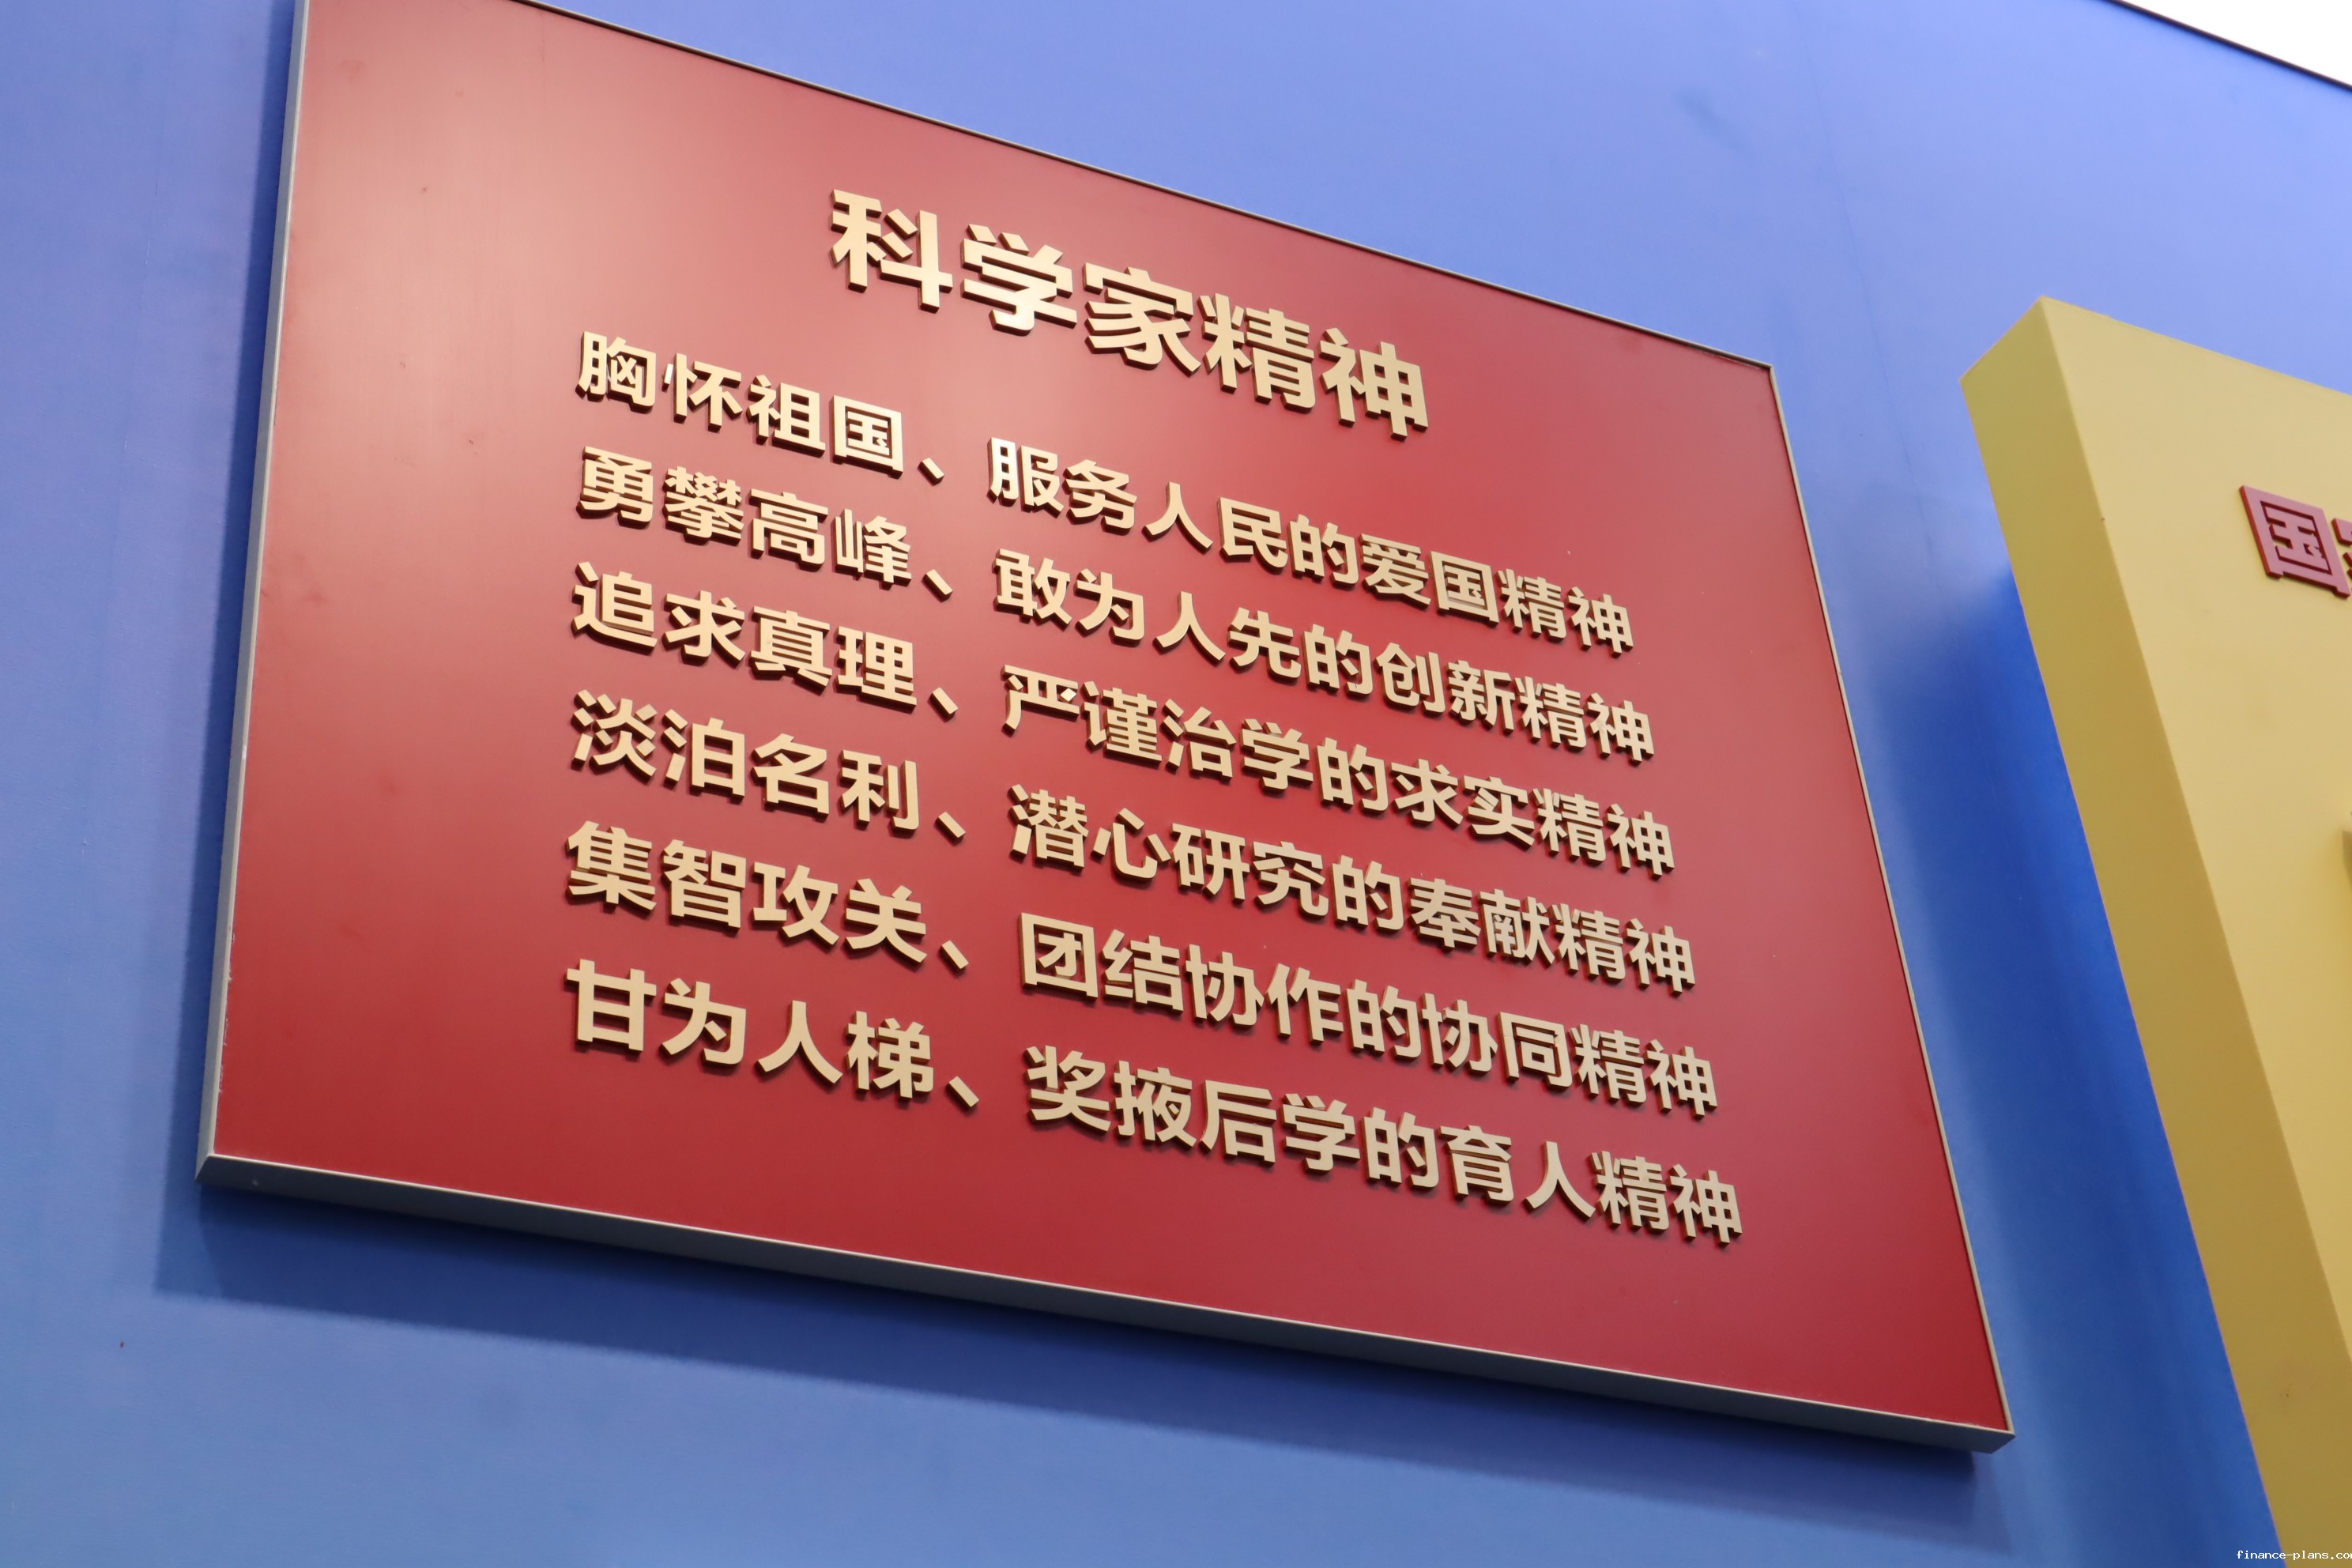 科学家精神
胸怀祖国、服务人民的爱国精神
勇攀高峰、敢为人先的创新精神
追求真理、严谨治学的求实精神
淡泊名利、潜心研究的奉献精神
集智攻关、团结协作的协同精神
甘为人梯、奖掖后学的育人精神
国
finance-plans.co